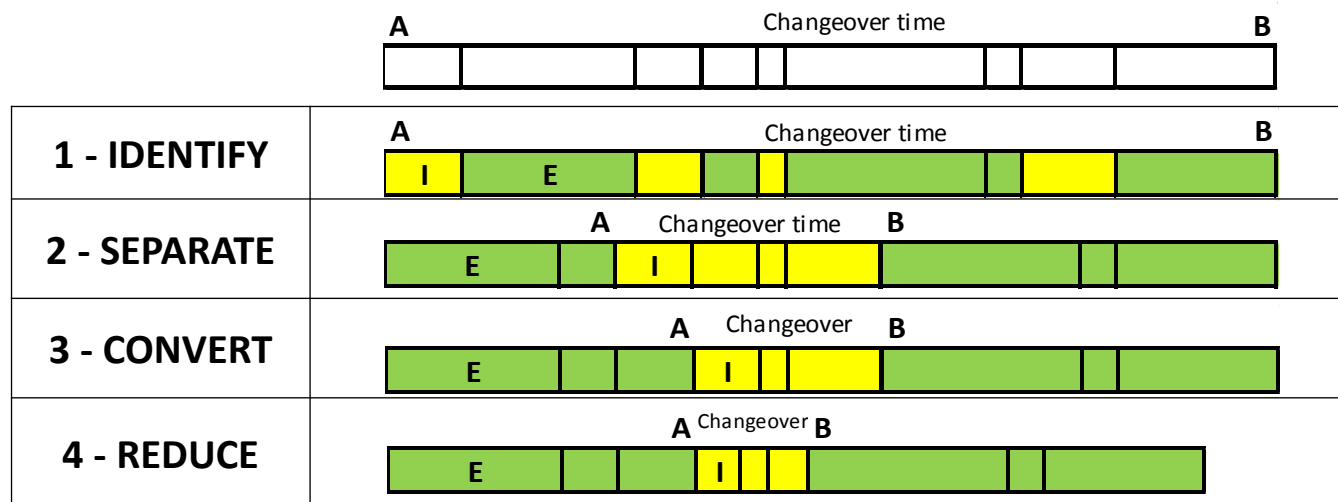 A Changeover time B
1 - IDENTIFY
A Changeover time B
I E
2 - SEPARATE
A Changeover time B
E I
3 - CONVERT
A Changeover B
E I
4 - REDUCE
A Changeover B
E I